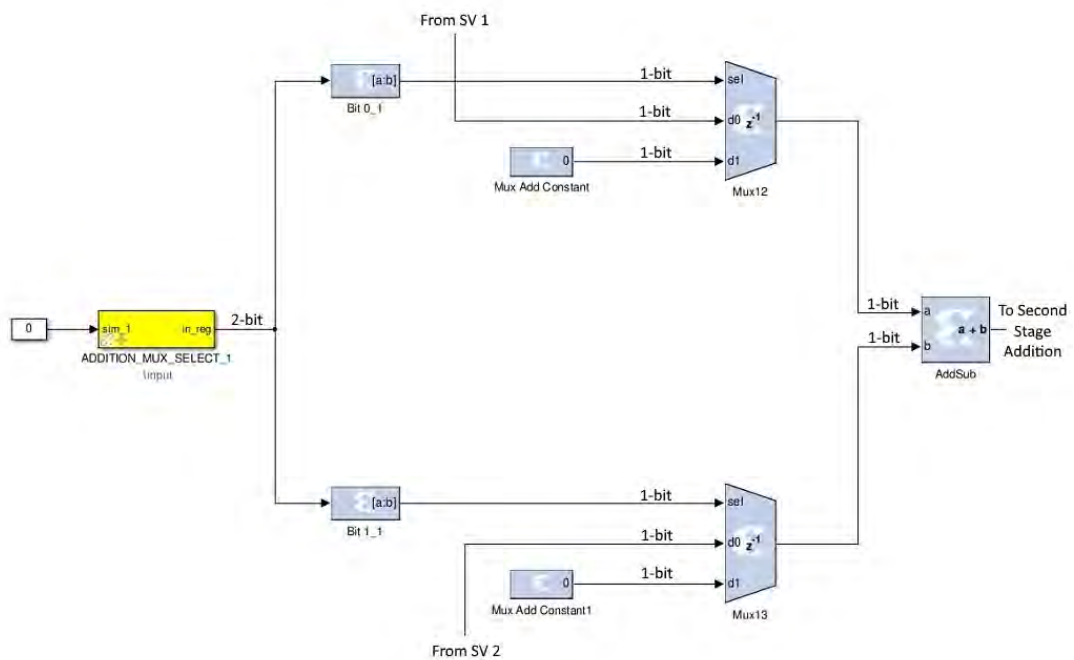 From SV 1
[a:b]
Bit 0_1
1-bit
sel
1-bit
d0 z-1
1-bit
d1
0
Mux Add Constant
Mux12
0
sim_1 in_reg
2-bit
ADDITION_MUX_SELECT_1
\input
1-bit
a
1-bit
b
a + b
AddSub
To Second
Stage
Addition
[a:b]
Bit 1_1
1-bit
sel
1-bit
d0 z-1
1-bit
d1
0
Mux Add Constant1
Mux13
From SV 2